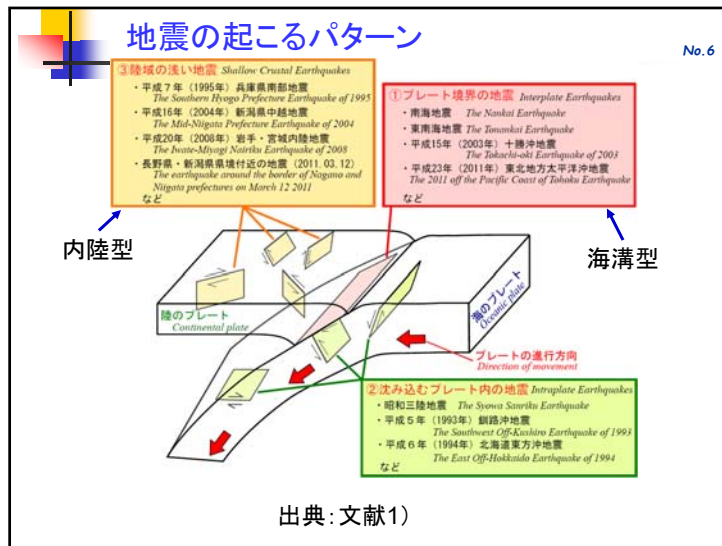 地震の起こるパターン
No.6
③陸域の浅い地震 Shallow Crustal Earthquakes
・平成７年（1995年）兵庫県南部地震
The Southern Hyogo Prefecture Earthquake of 1995
・平成16年（2004年）新潟県中越地震
The Mid-Niigata Prefecture Earthquake of 2004
・平成20年（2008年）岩手・宮城内陸地震
The Iwate-Miyagi Nairiku Earthquake of 2008
・長野県・新潟県県境付近の地震（2011.03.12）
The earthquake around the border of Nagano and
Niigata prefectures on March 12 2011
など
①プレート境界の地震 Interplate Earthquakes
・南海地震 The Nankai Earthquake
・東南海地震 The Tonankai Earthquake
・平成15年（2003年）十勝沖地震
The Tokachi-oki Earthquake of 2003
・平成23年（2011年）東北地方太平洋沖地震
The 2011 off the Pacific Coast of Tohoku Earthquake
など
内陸型
海溝型
陸のプレート
Continental plate
海のプレート
Oceanic plate
プレートの進行方向
Direction of movement
②沈み込むプレート内の地震 Intraplate Earthquakes
・昭和三陸地震 The Syowa Sanriku Earthquake
・平成５年（1993年）釧路沖地震
The Southwest Off-Kushiro Earthquake of 1993
・平成６年（1994年）北海道東方沖地震
The East Off-Hokkaido Earthquake of 1994
など
出典：文献1）